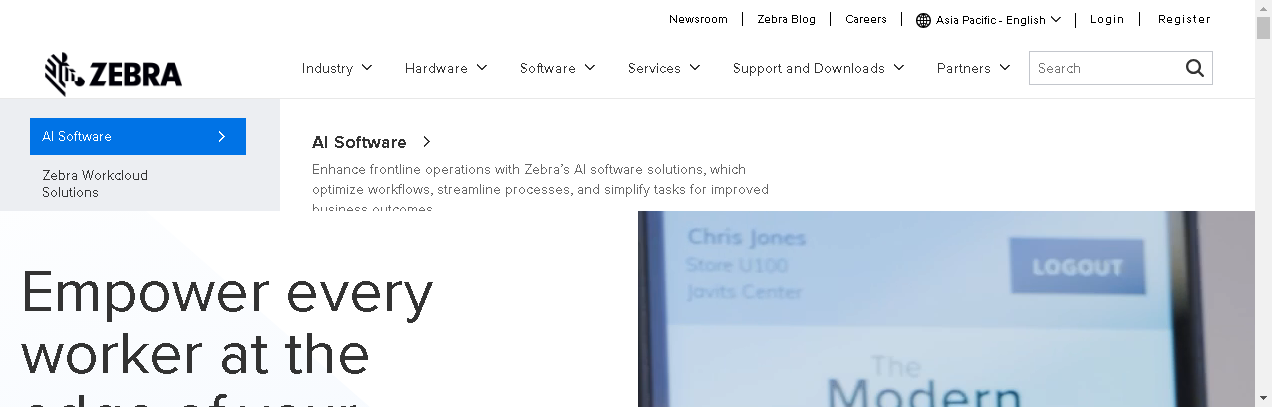 Newsroom
Zebra Blog
Careers
Asia Pacific - English
Login
Register
ZEBRA
Industry
Hardware
Software
Services
Support and Downloads
Partners
Search
AI Software
Zebra Workcloud
Solutions
AI Software
Enhance frontline operations with Zebra's AI software solutions, which
optimize workflows, streamline processes, and simplify tasks for improved
business outcomes
Empower every
worker at the
edge of your
Chris Jones
Store U100
Javits Center
LOGOUT
The
Modern